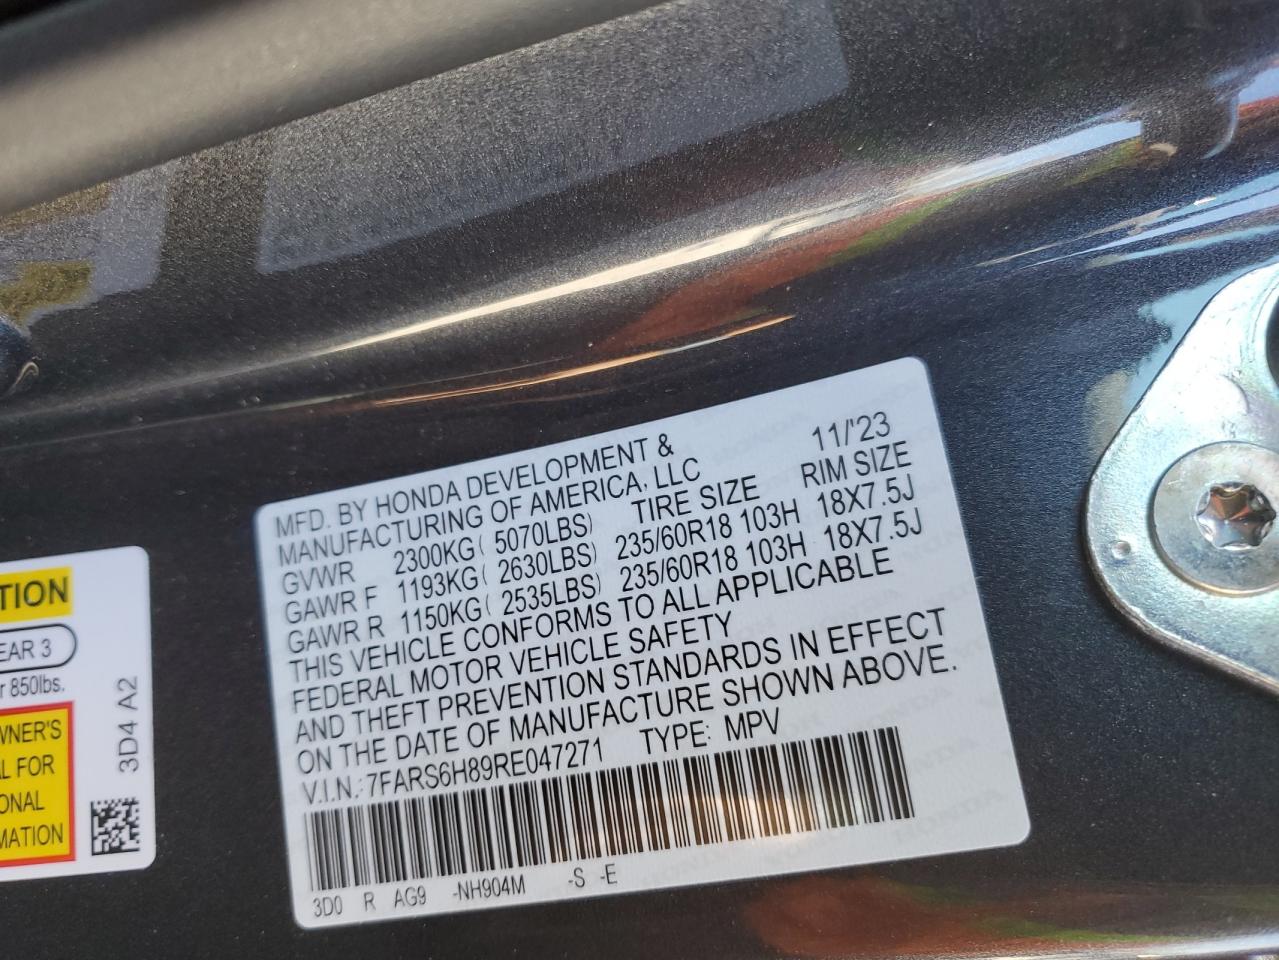 MFD. BY HONDA DEVELOPMENT & 11/'23
MANUFACTURING OF AMERICA, LLC
TIRE SIZE RIM SIZE
GVWR 2300KG( 5070LBS)
GAWR F 1193KG( 2630LBS) 235/60R18 103H 18X7.5J
GAWR R 1150KG( 2535LBS) 235/60R18 103H 18X7.5J
THIS VEHICLE CONFORMS TO ALL APPLICABLE
FEDERAL MOTOR VEHICLE SAFETY
AND THEFT PREVENTION STANDARDS IN EFFECT
ON THE DATE OF MANUFACTURE SHOWN ABOVE.
V.I.N.: 7FARS6H89RE047271 TYPE: MPV
3D0 R AG9 -NH904M -S -E
TION
EAR 3
r 850lbs.
WNER'S
AL FOR
ONAL
MATION
3D4 A2